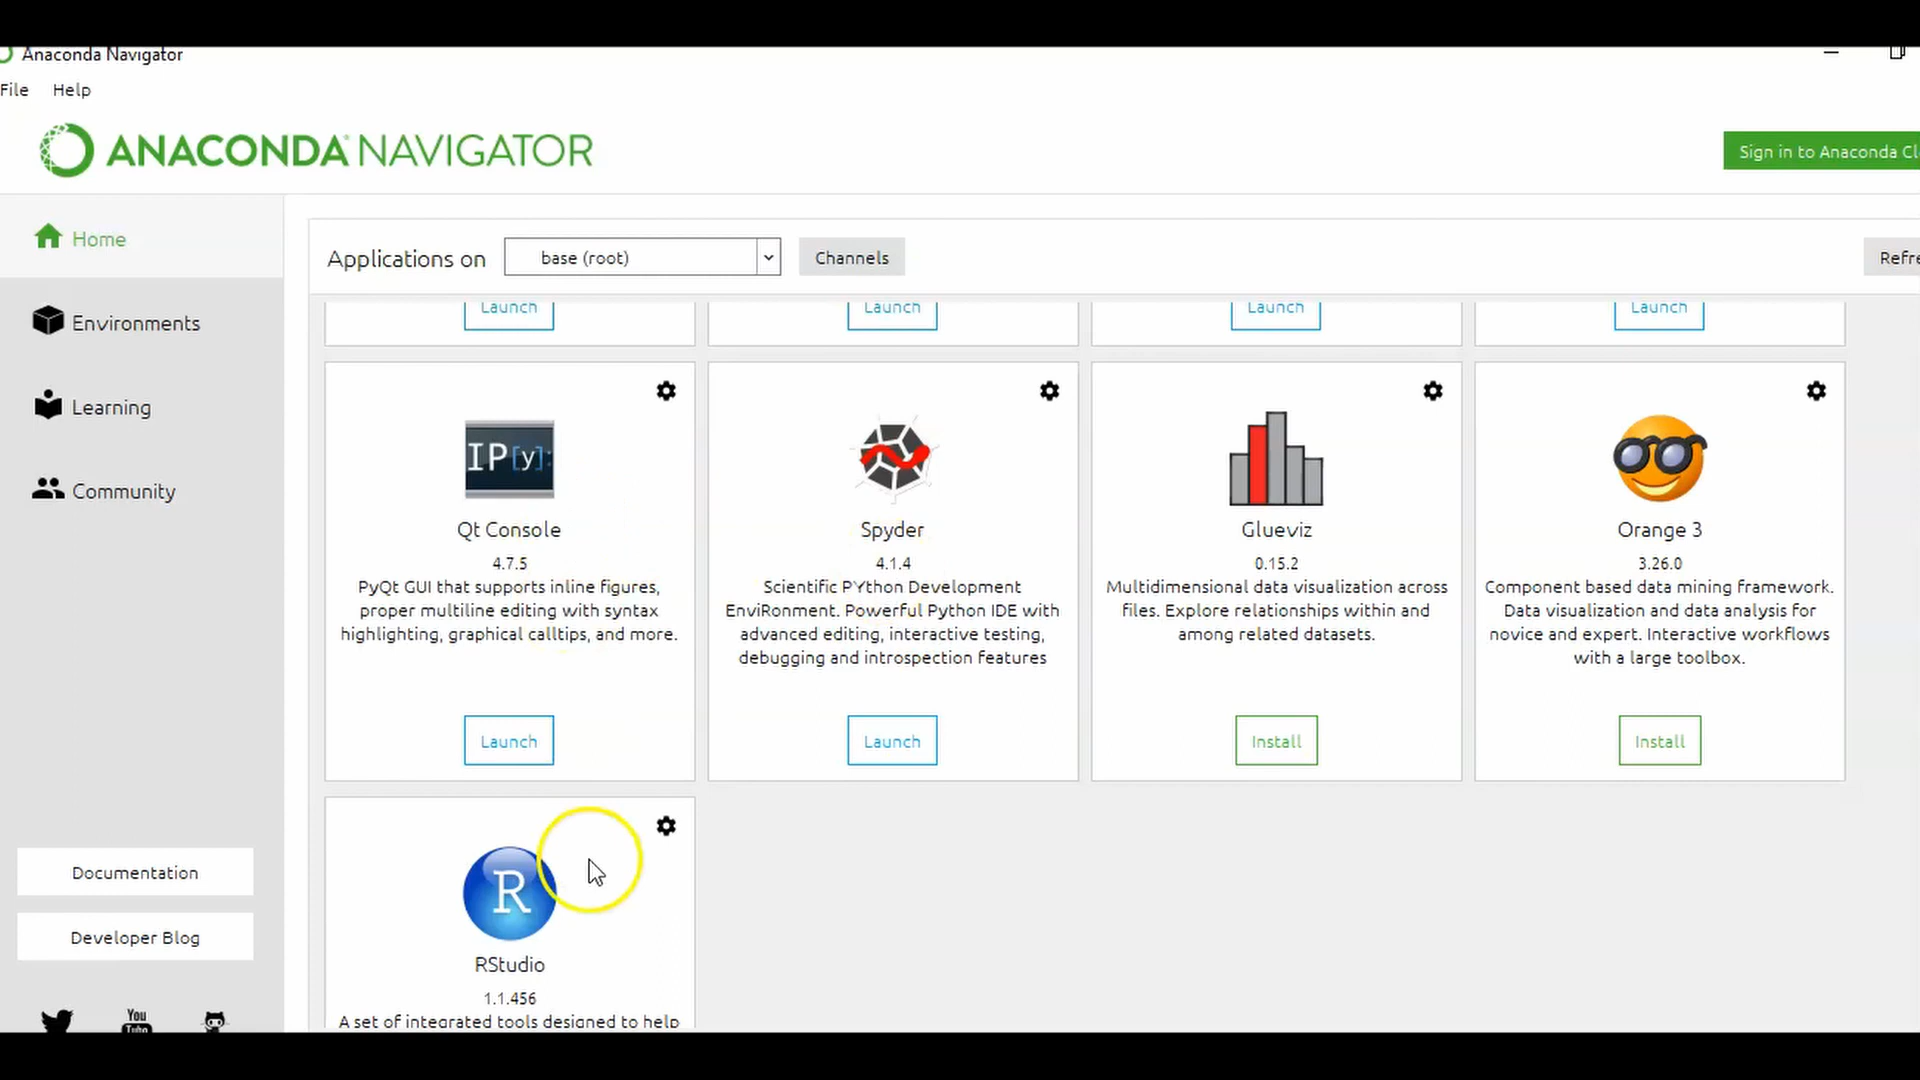 Anaconda Navigator
File Help
ANACONDA NAVIGATOR
Sign in to Anaconda Cl
Home
Applications on base (root) Channels Refre
Environments
Learning
Community
Launch Launch Launch Launch
IP[y]:
Qt Console
4.7.5
PyQt GUI that supports inline figures,
proper multiline editing with syntax
highlighting, graphical calltips, and more.
Launch
Spyder
4.1.4
Scientific PYthon Development
EnviRonment. Powerful Python IDE with
advanced editing, interactive testing,
debugging and introspection features
Launch
Glueviz
0.15.2
Multidimensional data visualization across
files. Explore relationships within and
among related datasets.
Install
Orange 3
3.26.0
Component based data mining framework.
Data visualization and data analysis for
novice and expert. Interactive workflows
with a large toolbox.
Install
R
RStudio
1.1.456
A set of integrated tools designed to help
Documentation
Developer Blog
You
Tube